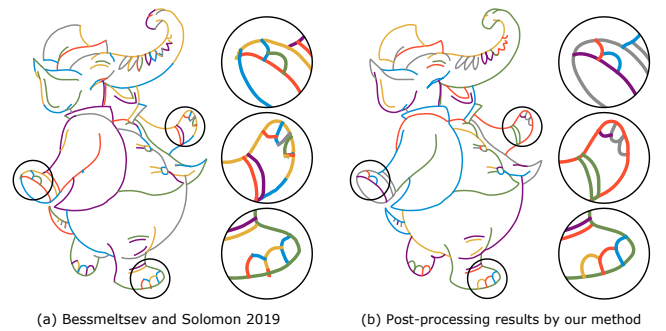 (a) Bessmeltsev and Solomon 2019
(b) Post-processing results by our method